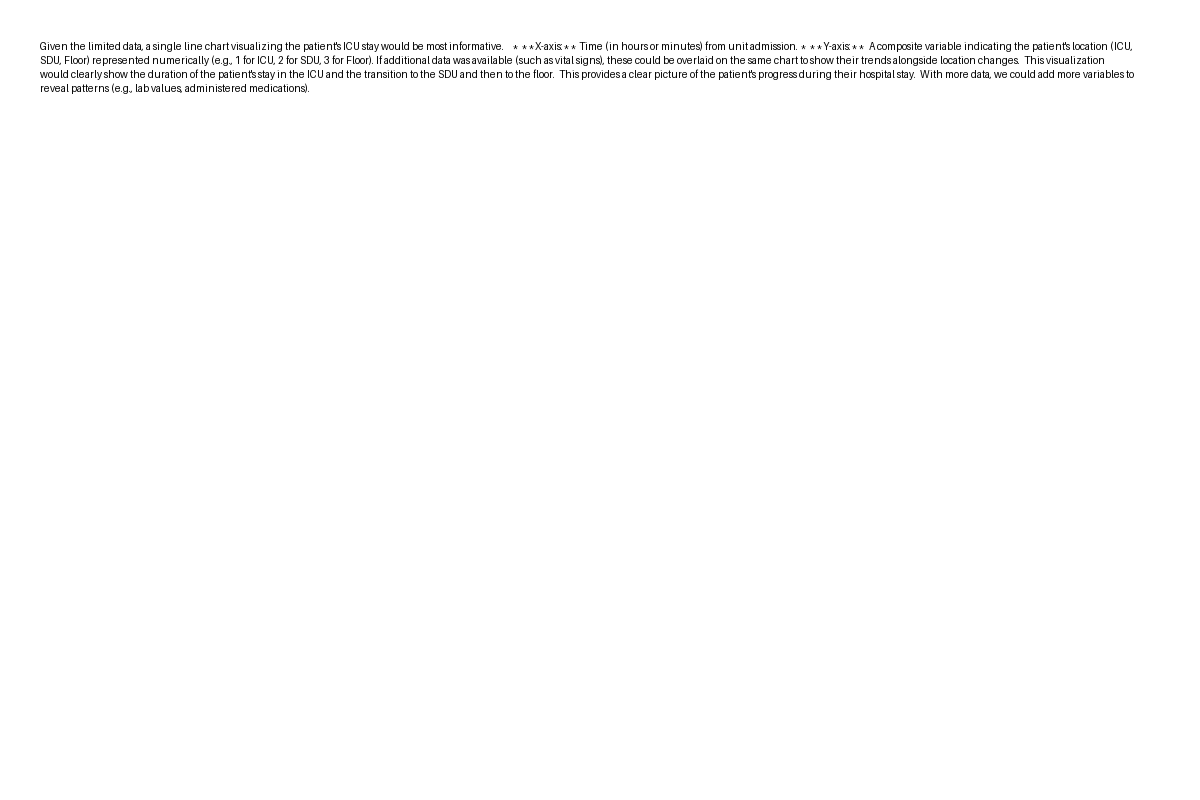 Given the limited data, a single line chart visualizing the patient's ICU stay would be most informative.   * **X-axis:** Time (in hours or minutes) from unit admission. * **Y-axis:**  A composite variable indicating the patient's location (ICU,
SDU, Floor) represented numerically (e.g., 1 for ICU, 2 for SDU, 3 for Floor). If additional data was available (such as vital signs), these could be overlaid on the same chart to show their trends alongside location changes.  This visualization
would clearly show the duration of the patient's stay in the ICU and the transition to the SDU and then to the floor.  This provides a clear picture of the patient's progress during their hospital stay.  With more data, we could add more variables to
reveal patterns (e.g., lab values, administered medications).